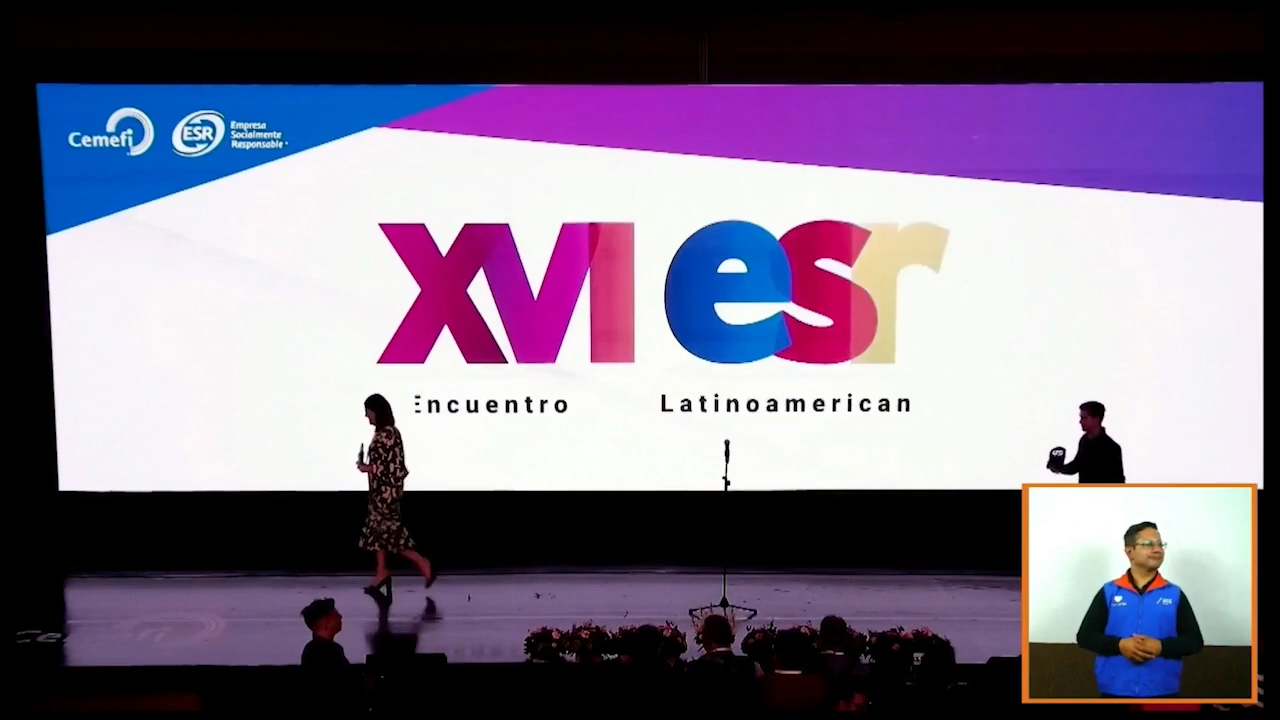 Cemefi
ESR
Empresa
Socialmente
Responsable
XVI esr
Encuentro Latinoamerican